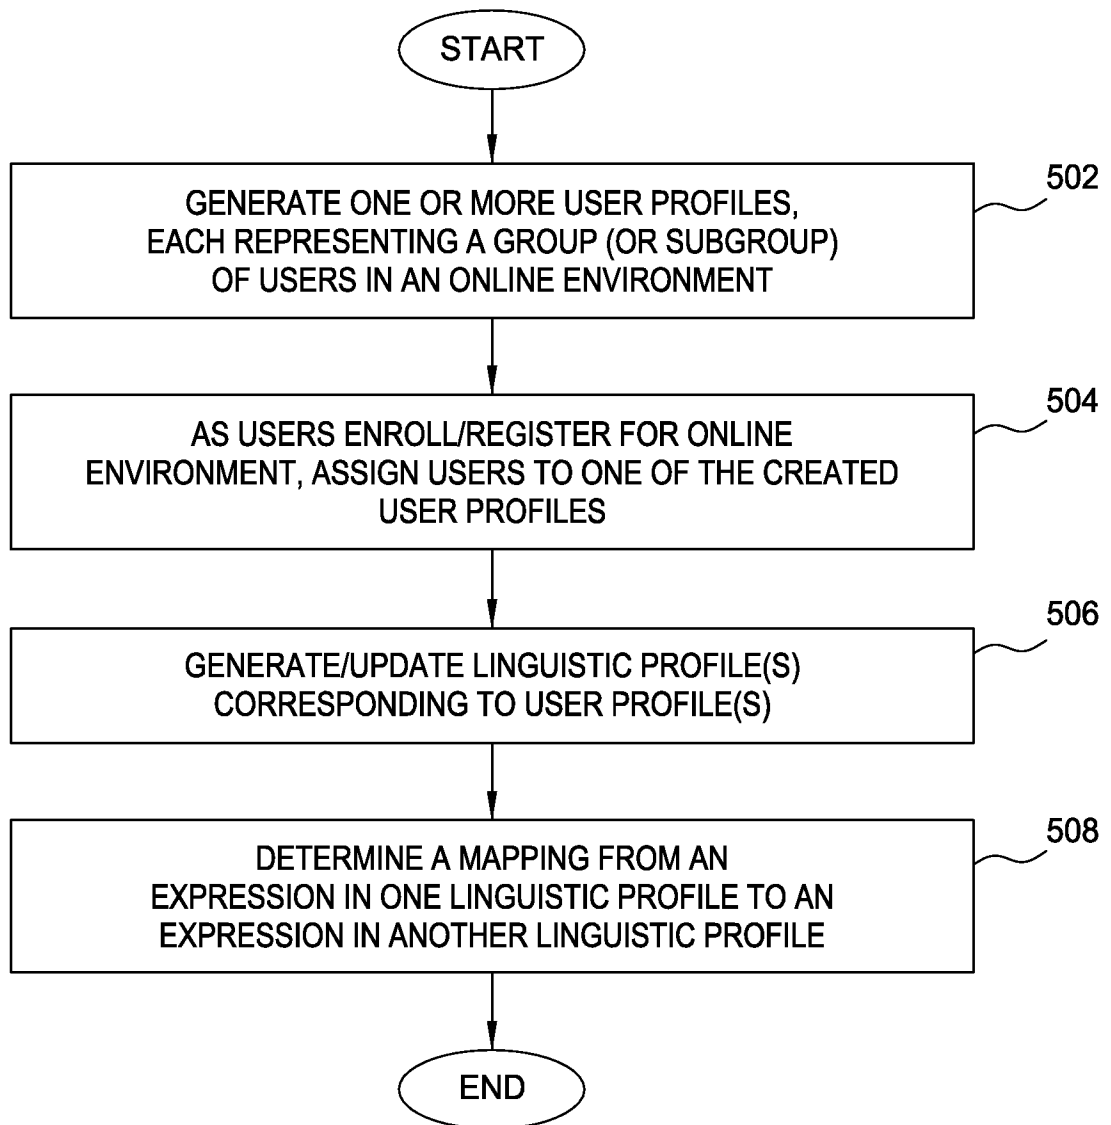 START
GENERATE ONE OR MORE USER PROFILES,
EACH REPRESENTING A GROUP (OR SUBGROUP)
OF USERS IN AN ONLINE ENVIRONMENT
502
AS USERS ENROLL/REGISTER FOR ONLINE
ENVIRONMENT, ASSIGN USERS TO ONE OF THE CREATED
USER PROFILES
504
GENERATE/UPDATE LINGUISTIC PROFILE(S)
CORRESPONDING TO USER PROFILE(S)
506
DETERMINE A MAPPING FROM AN
EXPRESSION IN ONE LINGUISTIC PROFILE TO AN
EXPRESSION IN ANOTHER LINGUISTIC PROFILE
508
END